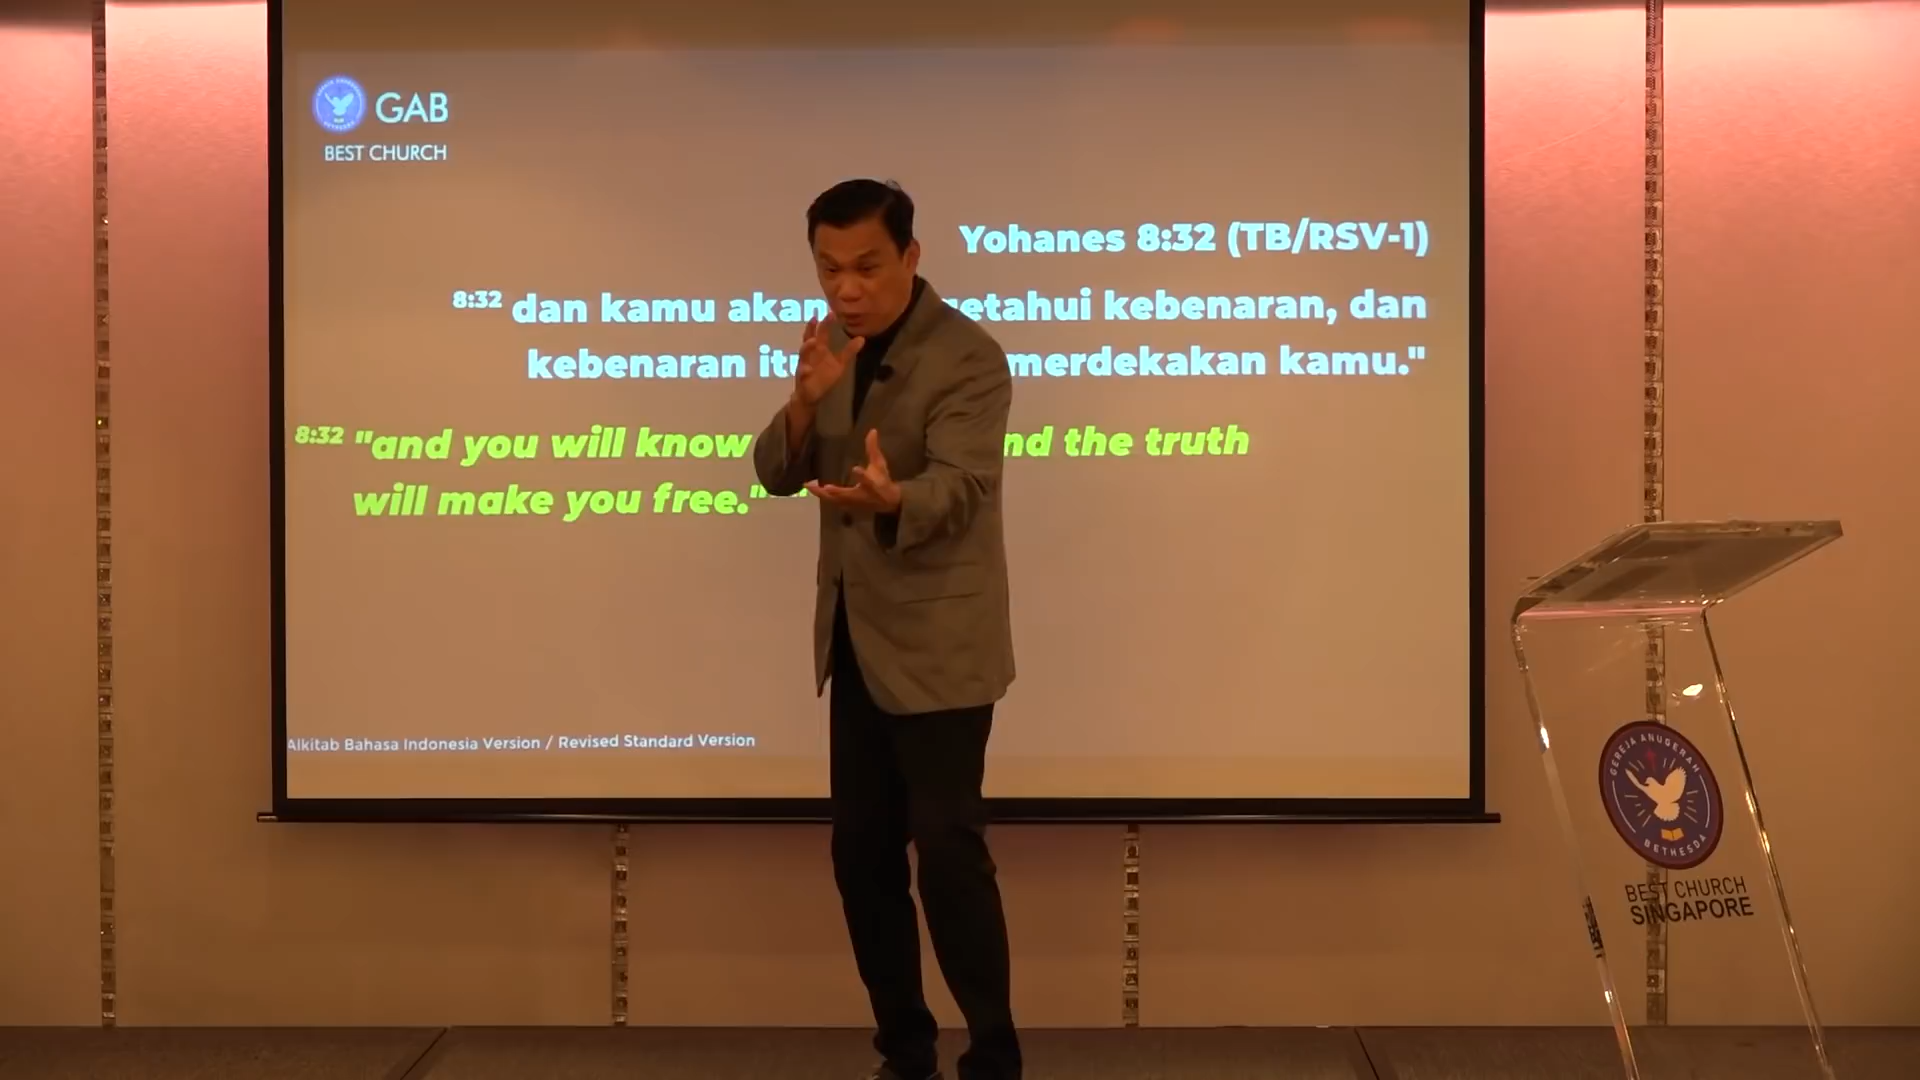 GAB
BEST CHURCH
Yohanes 8:32 (TB/RSV-1)
8:32 dan kamu akan getahui kebenaran, dan
kebenaran itu merdekakan kamu."
8:32 "and you will know nd the truth
will make you free."
Alkitab Bahasa Indonesia Version / Revised Standard Version
GEREJA ANUGERAH
BETHESDA
BEST CHURCH
SINGAPORE